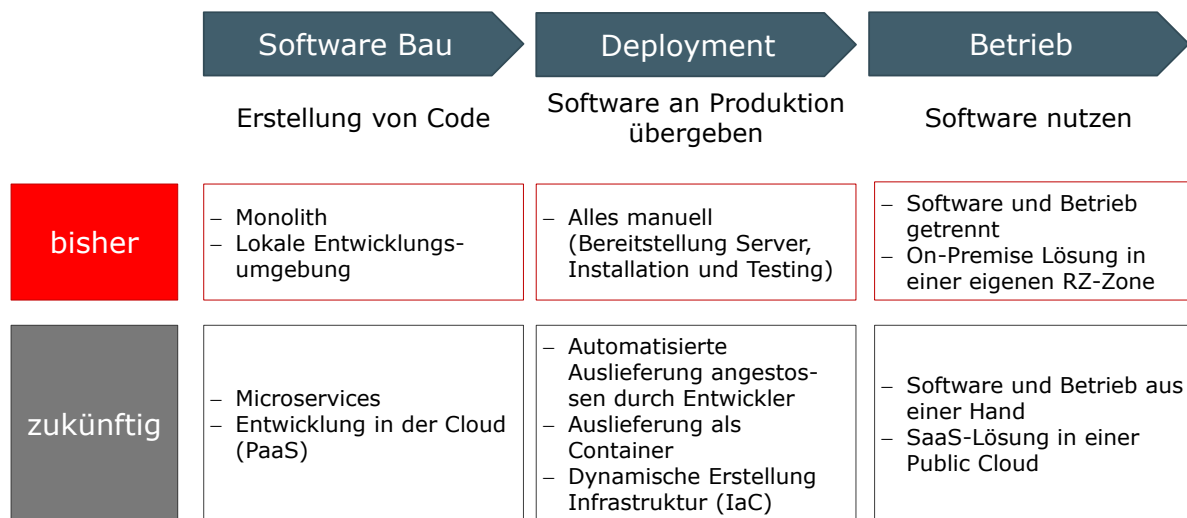 Software Bau
Deployment
Betrieb
Erstellung von Code
Software an Produktion
übergeben
Software nutzen
bisher
– Monolith
– Lokale Entwicklungs-
umgebung
– Alles manuell
(Bereitstellung Server,
Installation und Testing)
– Software und Betrieb
getrennt
– On-Premise Lösung in
einer eigenen RZ-Zone
zukünftig
– Microservices
– Entwicklung in der Cloud
(PaaS)
– Automatisierte
Auslieferung angestos-
sen durch Entwickler
– Auslieferung als
Container
– Dynamische Erstellung
Infrastruktur (IaC)
– Software und Betrieb aus
einer Hand
– SaaS-Lösung in einer
Public Cloud